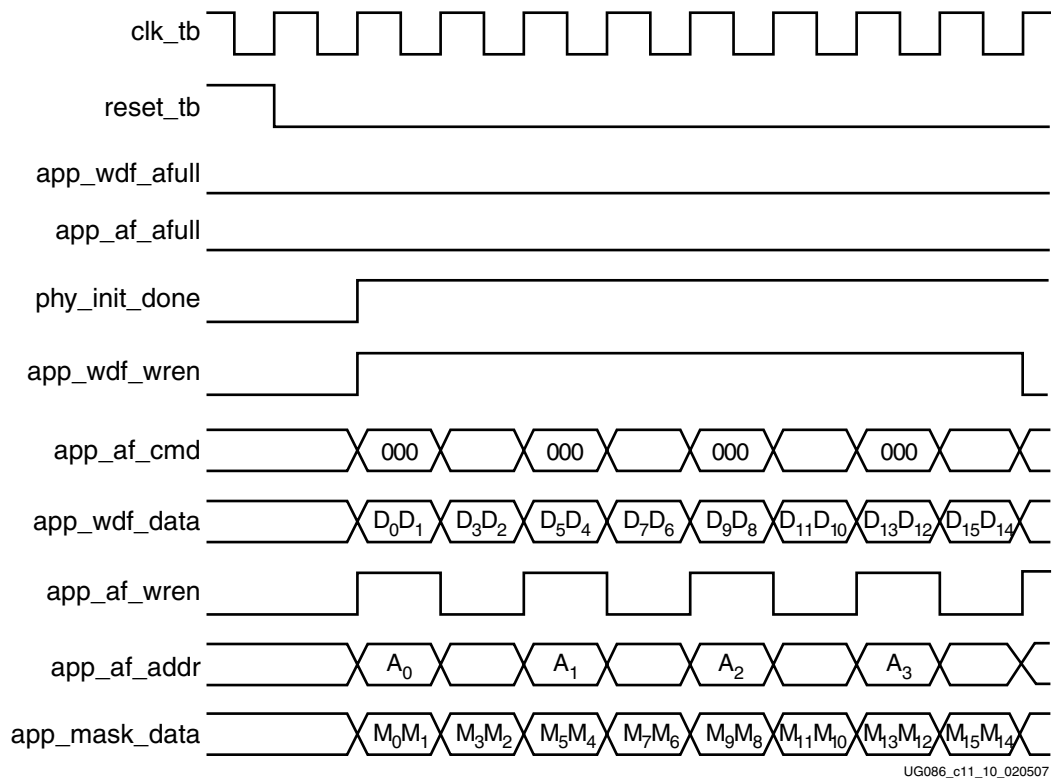 clk_tb
reset_tb
app_wdf_afull
app_af_afull
phy_init_done
app_wdf_wren
app_af_cmd 000 000 000 000
app_wdf_data D₀D₁ D₃D₂ D₅D₄ D₇D₆ D₉D₈ D₁₁D₁₀ D₁₃D₁₂ D₁₅D₁₄
app_af_wren
app_af_addr A₀ A₁ A₂ A₃
app_mask_data M₀M₁ M₃M₂ M₅M₄ M₇M₆ M₉M₈ M₁₁M₁₀ M₁₃M₁₂ M₁₅M₁₄
UG086_c11_10_020507